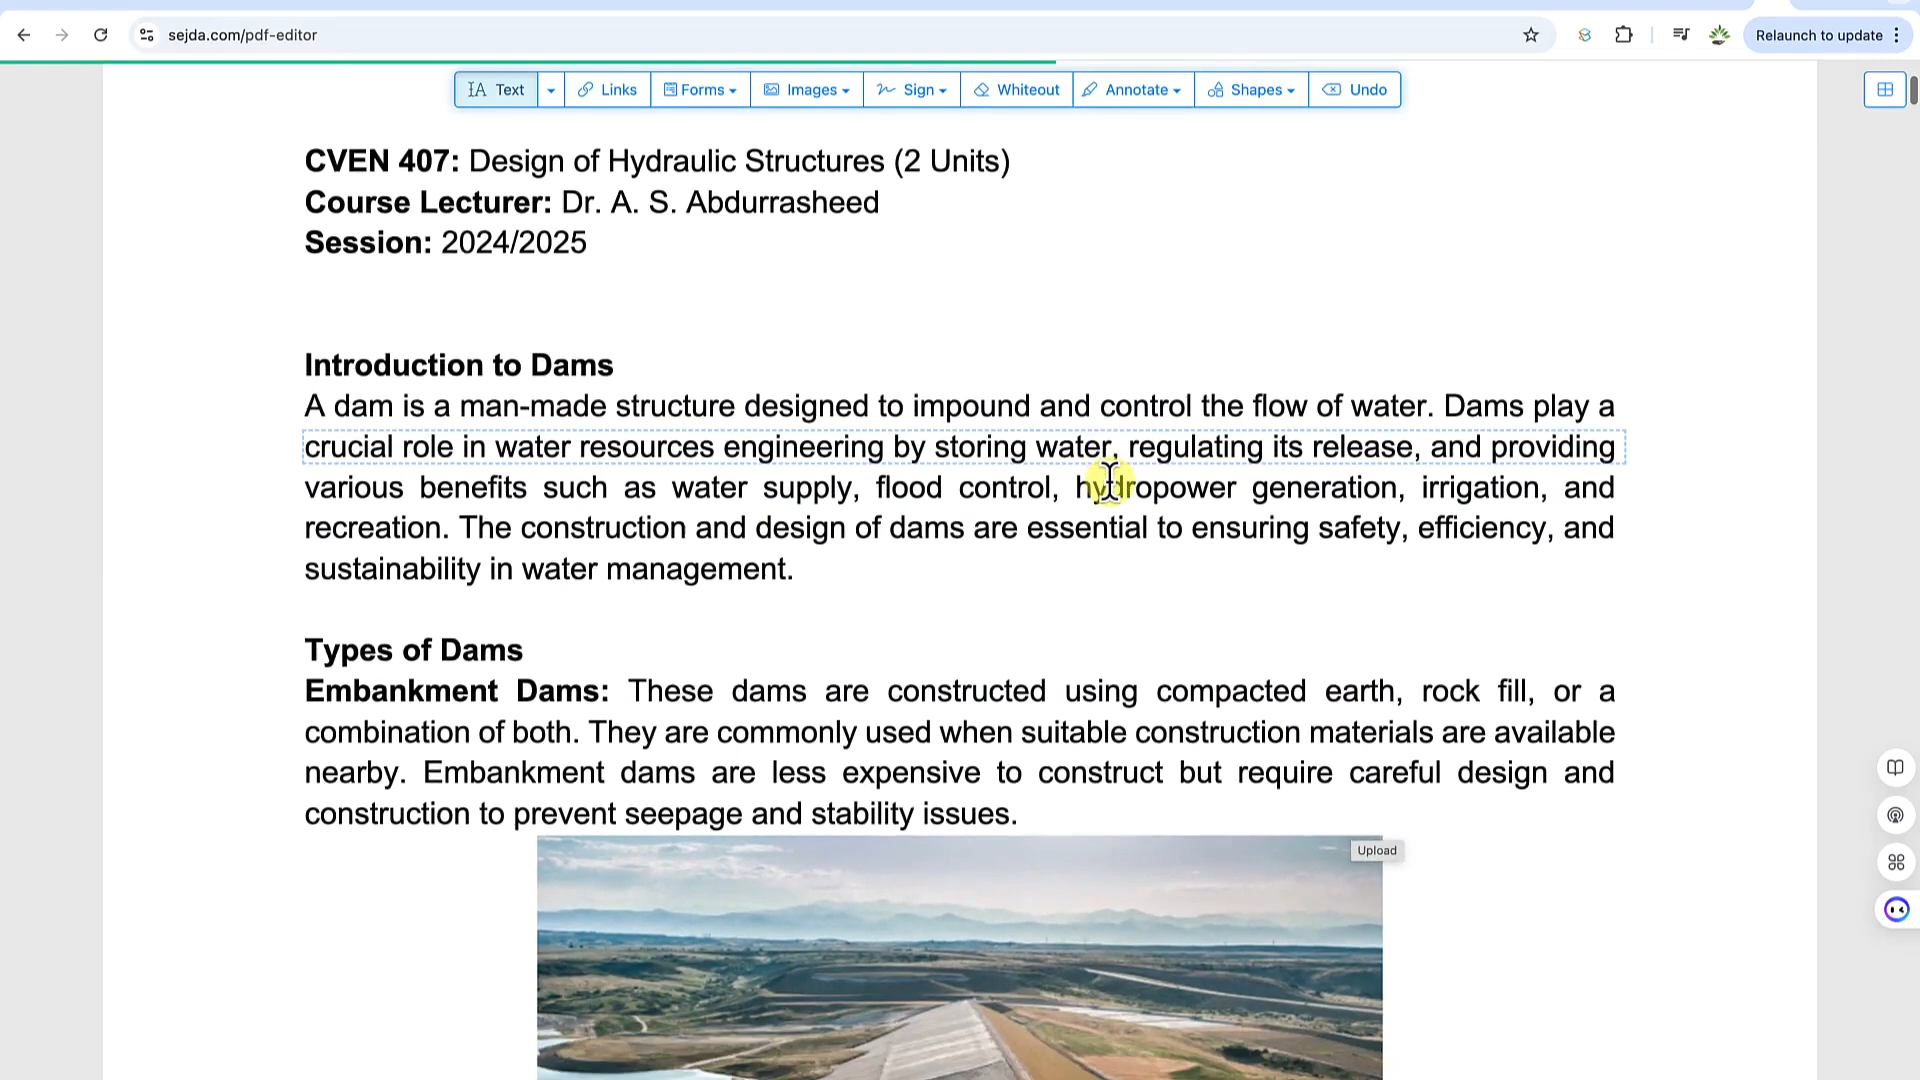 sejda.com/pdf-editor
Relaunch to update
Text
Links
Forms
Images
Sign
Whiteout
Annotate
Shapes
Undo
CVEN 407: Design of Hydraulic Structures (2 Units)
Course Lecturer: Dr. A. S. Abdurrasheed
Session: 2024/2025
Introduction to Dams
A dam is a man-made structure designed to impound and control the flow of water. Dams play a
crucial role in water resources engineering by storing water, regulating its release, and providing
various benefits such as water supply, flood control, hydropower generation, irrigation, and
recreation. The construction and design of dams are essential to ensuring safety, efficiency, and
sustainability in water management.
Types of Dams
Embankment Dams: These dams are constructed using compacted earth, rock fill, or a
combination of both. They are commonly used when suitable construction materials are available
nearby. Embankment dams are less expensive to construct but require careful design and
construction to prevent seepage and stability issues.
Upload